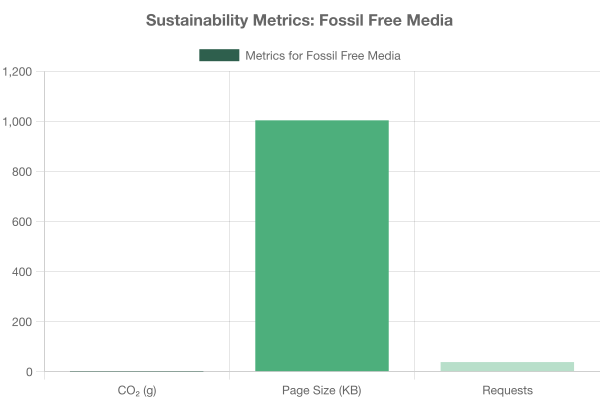 Sustainability Metrics: Fossil Free Media
Metrics for Fossil Free Media
1,200
1,000
800
600
400
200
0
CO₂ (g)
Page Size (KB)
Requests